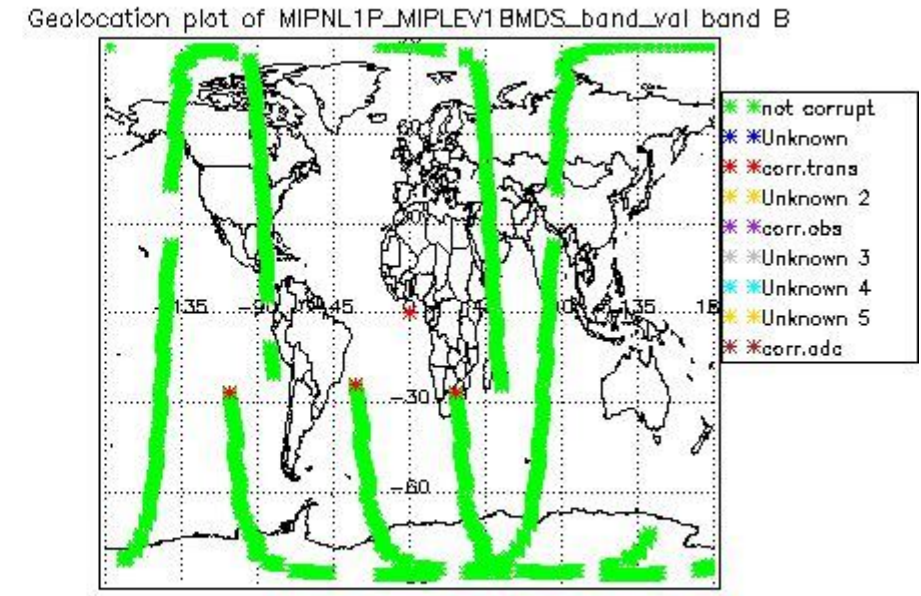 Geolocation plot of MIPNL1P_MIPLEV1BMDS_band_val band B
not corrupt
Unknown
corr.trans
Unknown 2
corr.obs
Unknown 3
Unknown 4
Unknown 5
corr.adc
60
135
-90
45
135
-30
-60